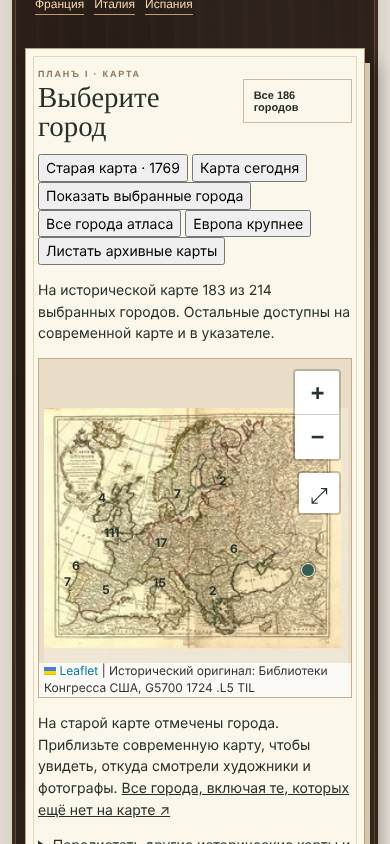 Франция Италия Испания
ПЛАНЪ I · КАРТА
Выберите
город
Все 186
городов
Старая карта · 1769 Карта сегодня
Показать выбранные города
Все города атласа Европа крупнее
Листать архивные карты
На исторической карте 183 из 214
выбранных городов. Остальные доступны на
современной карте и в указателе.
+
−
2
7
4
111
17
6
6
7
5
15
2
Leaflet | Исторический оригинал: Библиотеки
Конгресса США, G5700 1724 .L5 TIL
На старой карте отмечены города.
Приблизьте современную карту, чтобы
увидеть, откуда смотрели художники и
фотографы. Все города, включая те, которых
ещё нет на карте ↗